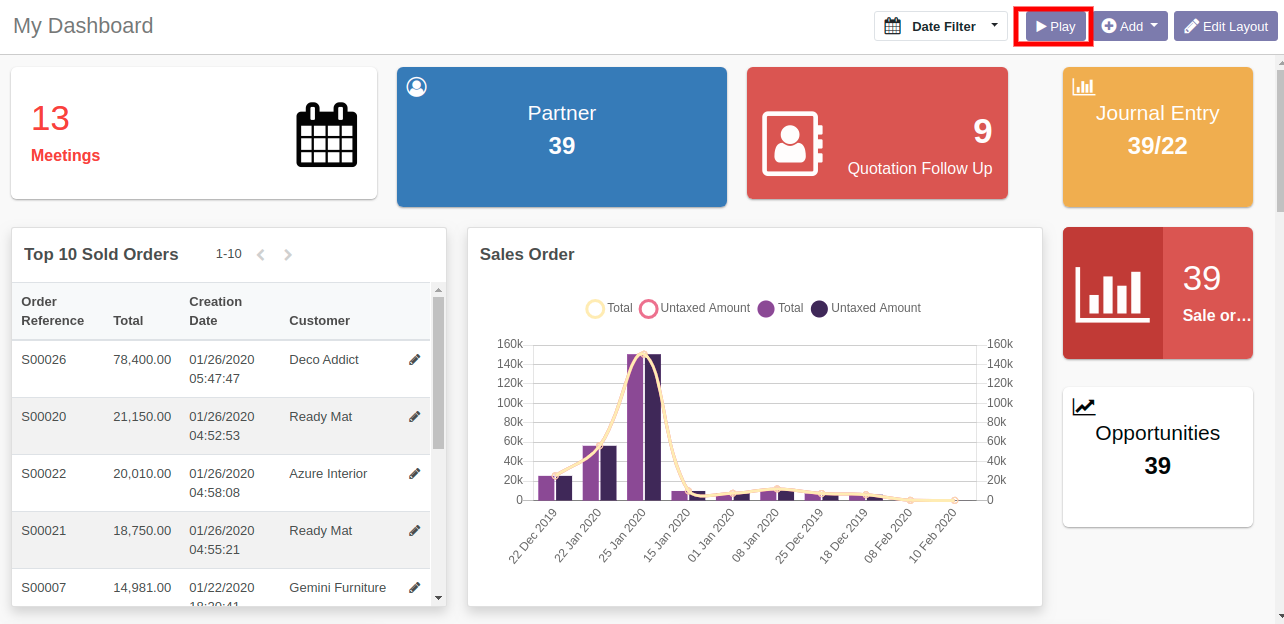 My Dashboard
Date Filter
Play
Add
Edit Layout
13
Meetings
Partner
39
9
Quotation Follow Up
Journal Entry
39/22
Top 10 Sold Orders
1-10
Order Reference Total Creation Date Customer
S00026 78,400.00 01/26/2020 05:47:47 Deco Addict
S00020 21,150.00 01/26/2020 04:52:53 Ready Mat
S00022 20,010.00 01/26/2020 04:58:08 Azure Interior
S00021 18,750.00 01/26/2020 04:55:21 Ready Mat
S00007 14,981.00 01/22/2020 Gemini Furniture
Sales Order
Total Untaxed Amount Total Untaxed Amount
160k 160k
140k 140k
120k 120k
100k 100k
80k 80k
60k 60k
40k 40k
20k 20k
0 0
22 Dec 2019
22 Jan 2020
25 Jan 2020
15 Jan 2020
01 Jan 2020
08 Jan 2020
25 Dec 2019
18 Dec 2019
08 Feb 2020
10 Feb 2020
39
Sale or...
Opportunities
39